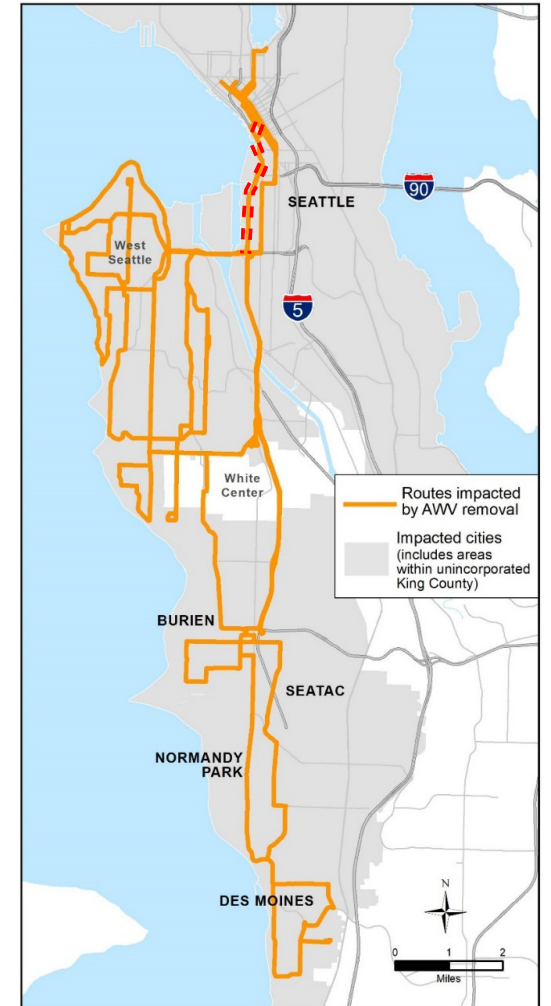 90
SEATTLE
West
Seattle
5
White
Center
Routes impacted
by AWV removal
Impacted cities
(includes areas
within unincorporated
King County)
BURIEN
SEATAC
NORMANDY
PARK
DES MOINES
N
0 1 2
Miles